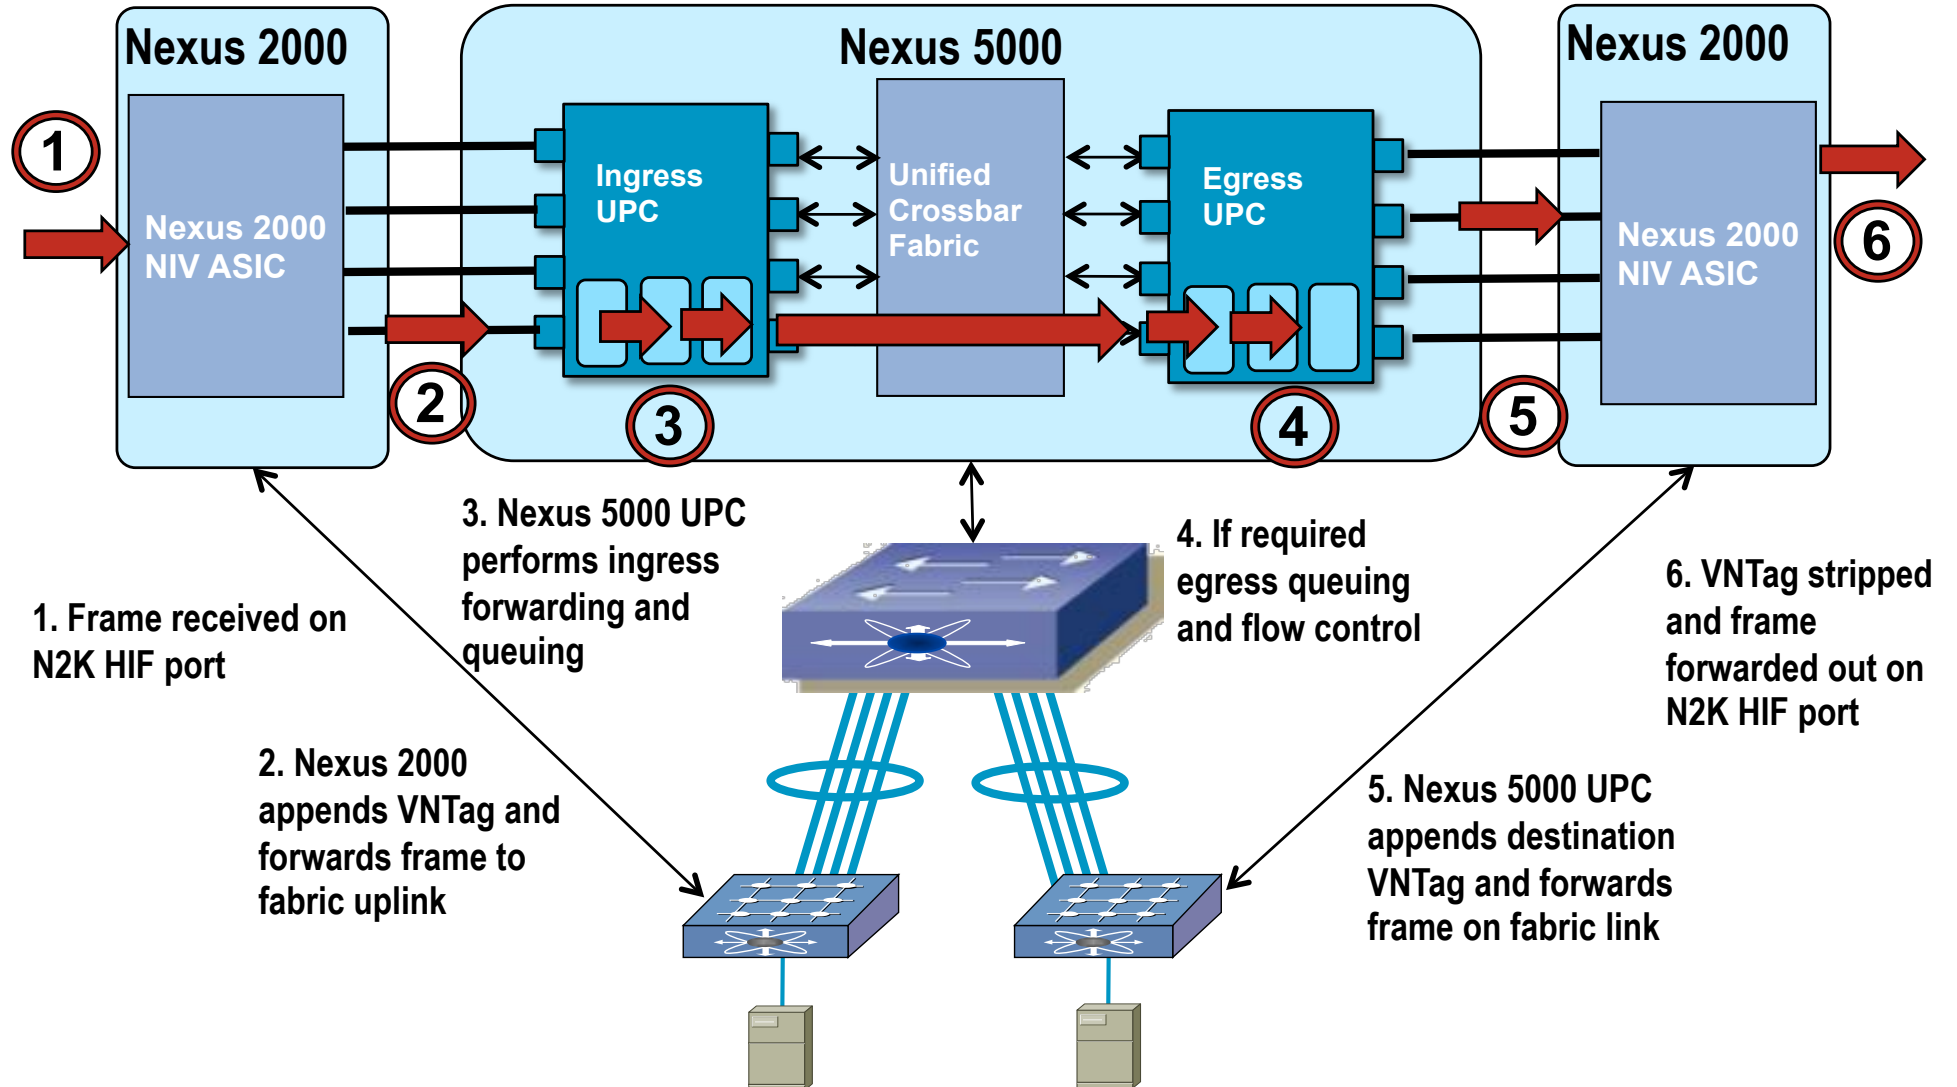 Nexus 2000
Nexus 5000
Nexus 2000
1
Nexus 2000
NIV ASIC
2
Ingress
UPC
3
Unified
Crossbar
Fabric
Egress
UPC
4
5
Nexus 2000
NIV ASIC
6
1. Frame received on
N2K HIF port
2. Nexus 2000
appends VNTag and
forwards frame to
fabric uplink
3. Nexus 5000 UPC
performs ingress
forwarding and
queuing
4. If required
egress queuing
and flow control
5. Nexus 5000 UPC
appends destination
VNTag and forwards
frame on fabric link
6. VNTag stripped
and frame
forwarded out on
N2K HIF port